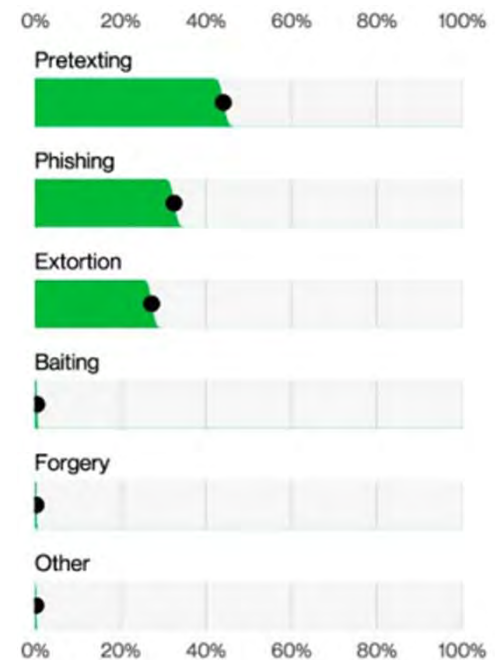 0% 20% 40% 60% 80% 100%
Pretexting
Phishing
Extortion
Baiting
Forgery
Other
0% 20% 40% 60% 80% 100%